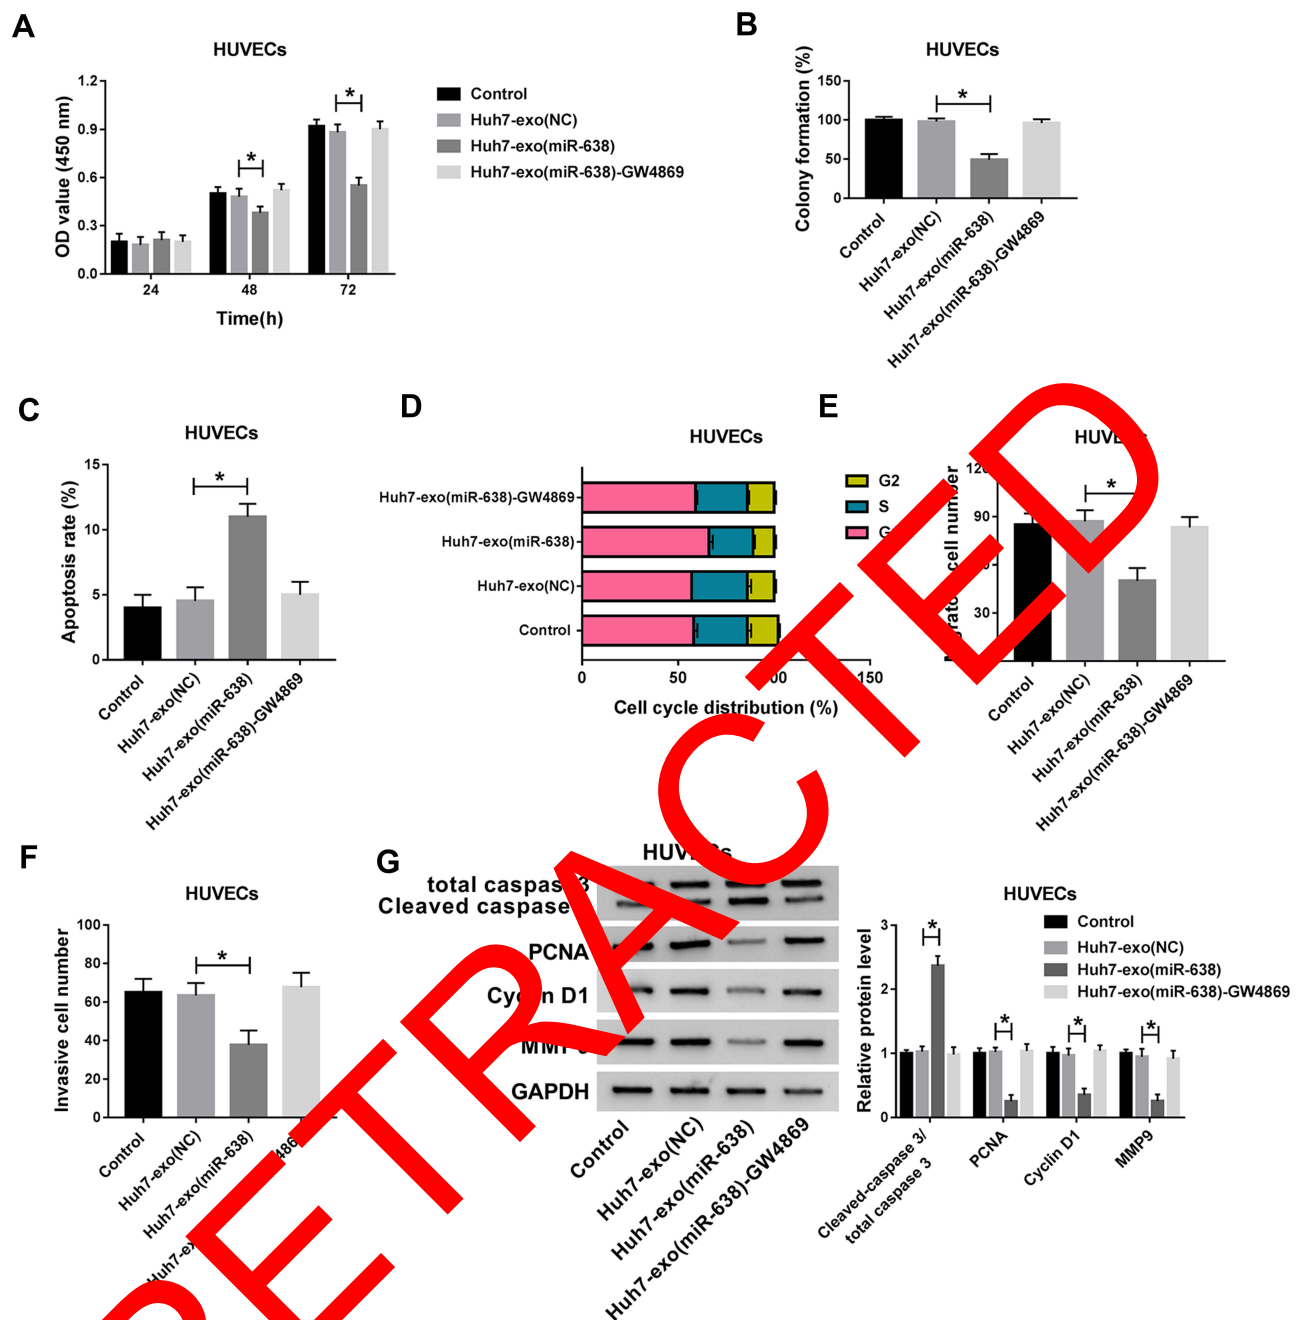 A
HUVECs
OD value (450 nm)
1.2
0.9
0.6
0.3
0.0
*
*
24
48
72
Time(h)
Control
Huh7-exo(NC)
Huh7-exo(miR-638)
Huh7-exo(miR-638)-GW4869
B
HUVECs
Colony formation (%)
150
100
50
0
*
Control
Huh7-exo(NC)
Huh7-exo(miR-638)
Huh7-exo(miR-638)-GW4869
C
HUVECs
Apoptosis rate (%)
15
10
5
0
*
Control
Huh7-exo(NC)
Huh7-exo(miR-638)
Huh7-exo(miR-638)-GW4869
D
HUVECs
Huh7-exo(miR-638)-GW4869
Huh7-exo(miR-638)
Huh7-exo(NC)
Control
0
50
150
Cell cycle distribution (%)
G2
S
E
cell number
90
30
*
Control
Huh7-exo(NC)
Huh7-exo(miR-638)
Huh7-exo(miR-638)-GW4869
F
HUVECs
Invasive cell number
100
80
60
40
20
0
*
Control
Huh7-exo(NC)
Huh7-exo(miR-638)
G
total
Cleaved caspase
PCNA
D1
GAPDH
Control
Huh7-exo(NC)
Huh7-exo(miR-638)
Huh7-exo(miR-638)-GW4869
HUVECs
Relative protein level
3
2
1
0
*
*
*
*
Control
Huh7-exo(NC)
Huh7-exo(miR-638)
Huh7-exo(miR-638)-GW4869
Cleaved-caspase 3/
total caspase 3
PCNA
Cyclin D1
MMP9
RETRACTED